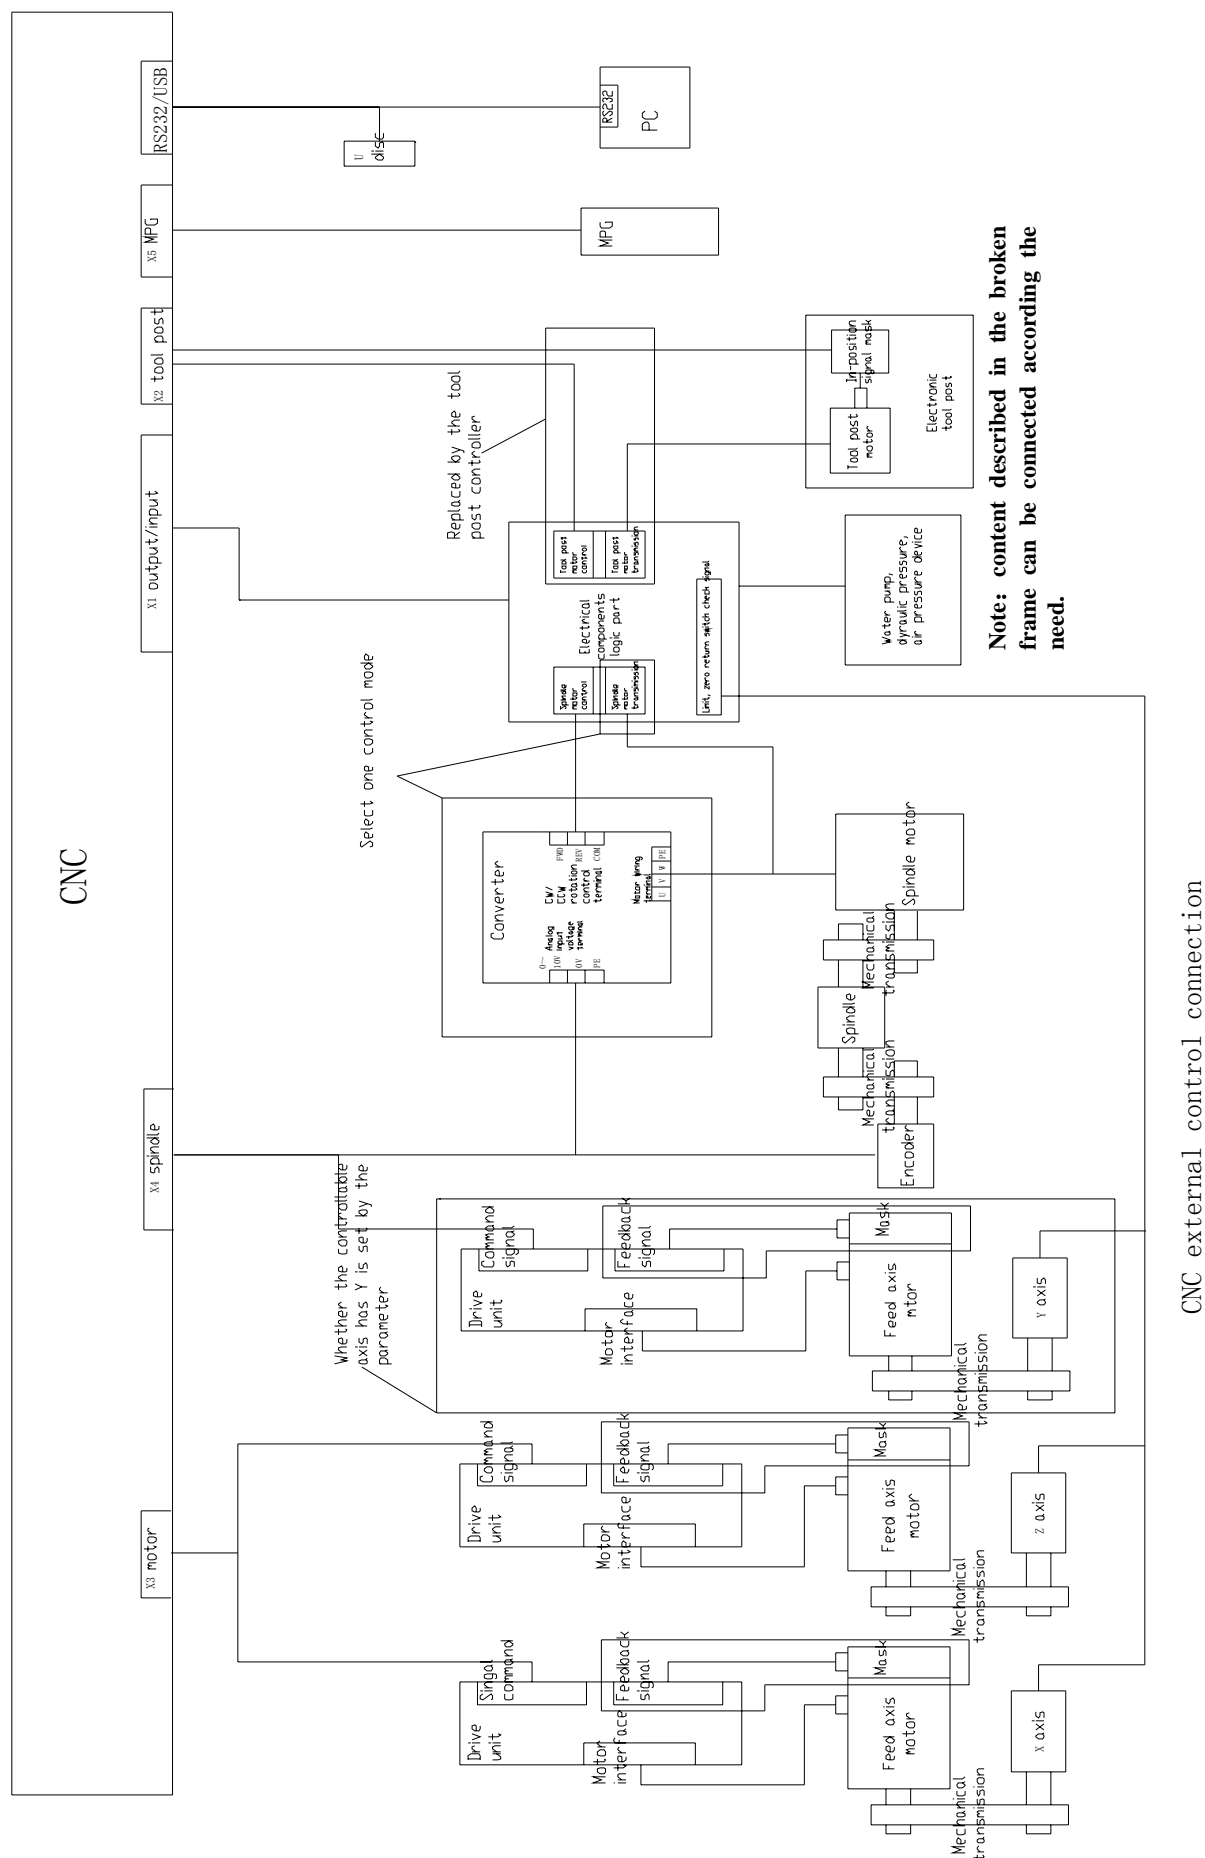 CNC
RS232/USB
X5 MPG
X2 tool post
X1 output/input
X4 spindle
X3 motor
U
disc
RS232
PC
MPG
Replaced by the tool
post controller
In-position
signal mask
Tool post
motor
Electronic
tool post
Tool post
motor
control
Tool post
motor
transmission
Electrical
components
logic part
Spindle
motor
control
Spindle
motor
transmission
Limit, zero return switch check signal
Water pump,
dyraulic pressure,
air pressure device
Note: content described in the broken
frame can be connected according the
need.
Select one control mode
Converter
CW/
CCW
rotation
control
terminal
FWD
REV
COM
Analog
input
voltage
terminal
0~
10V
0V
PE
Motor wiring
terminal
U V W PE
Spindle motor
Mechanical
transmission
Spindle
Mechanical
transmission
Encoder
Whether the controllable
axis has Y is set by the
parameter
Command
signal
Feedback
signal
Drive
unit
Motor
interface
Mask
Feed axis
mtor
Y axis
Mechanical
transmission
Command
signal
Feedback
signal
Drive
unit
Motor
interface
Mask
Feed axis
motor
Z axis
Mechanical
transmission
Singal
command
Feedback
signal
Drive
unit
Motor
interface
Mask
Feed axis
motor
X axis
Mechanical
transmission
CNC external control connection